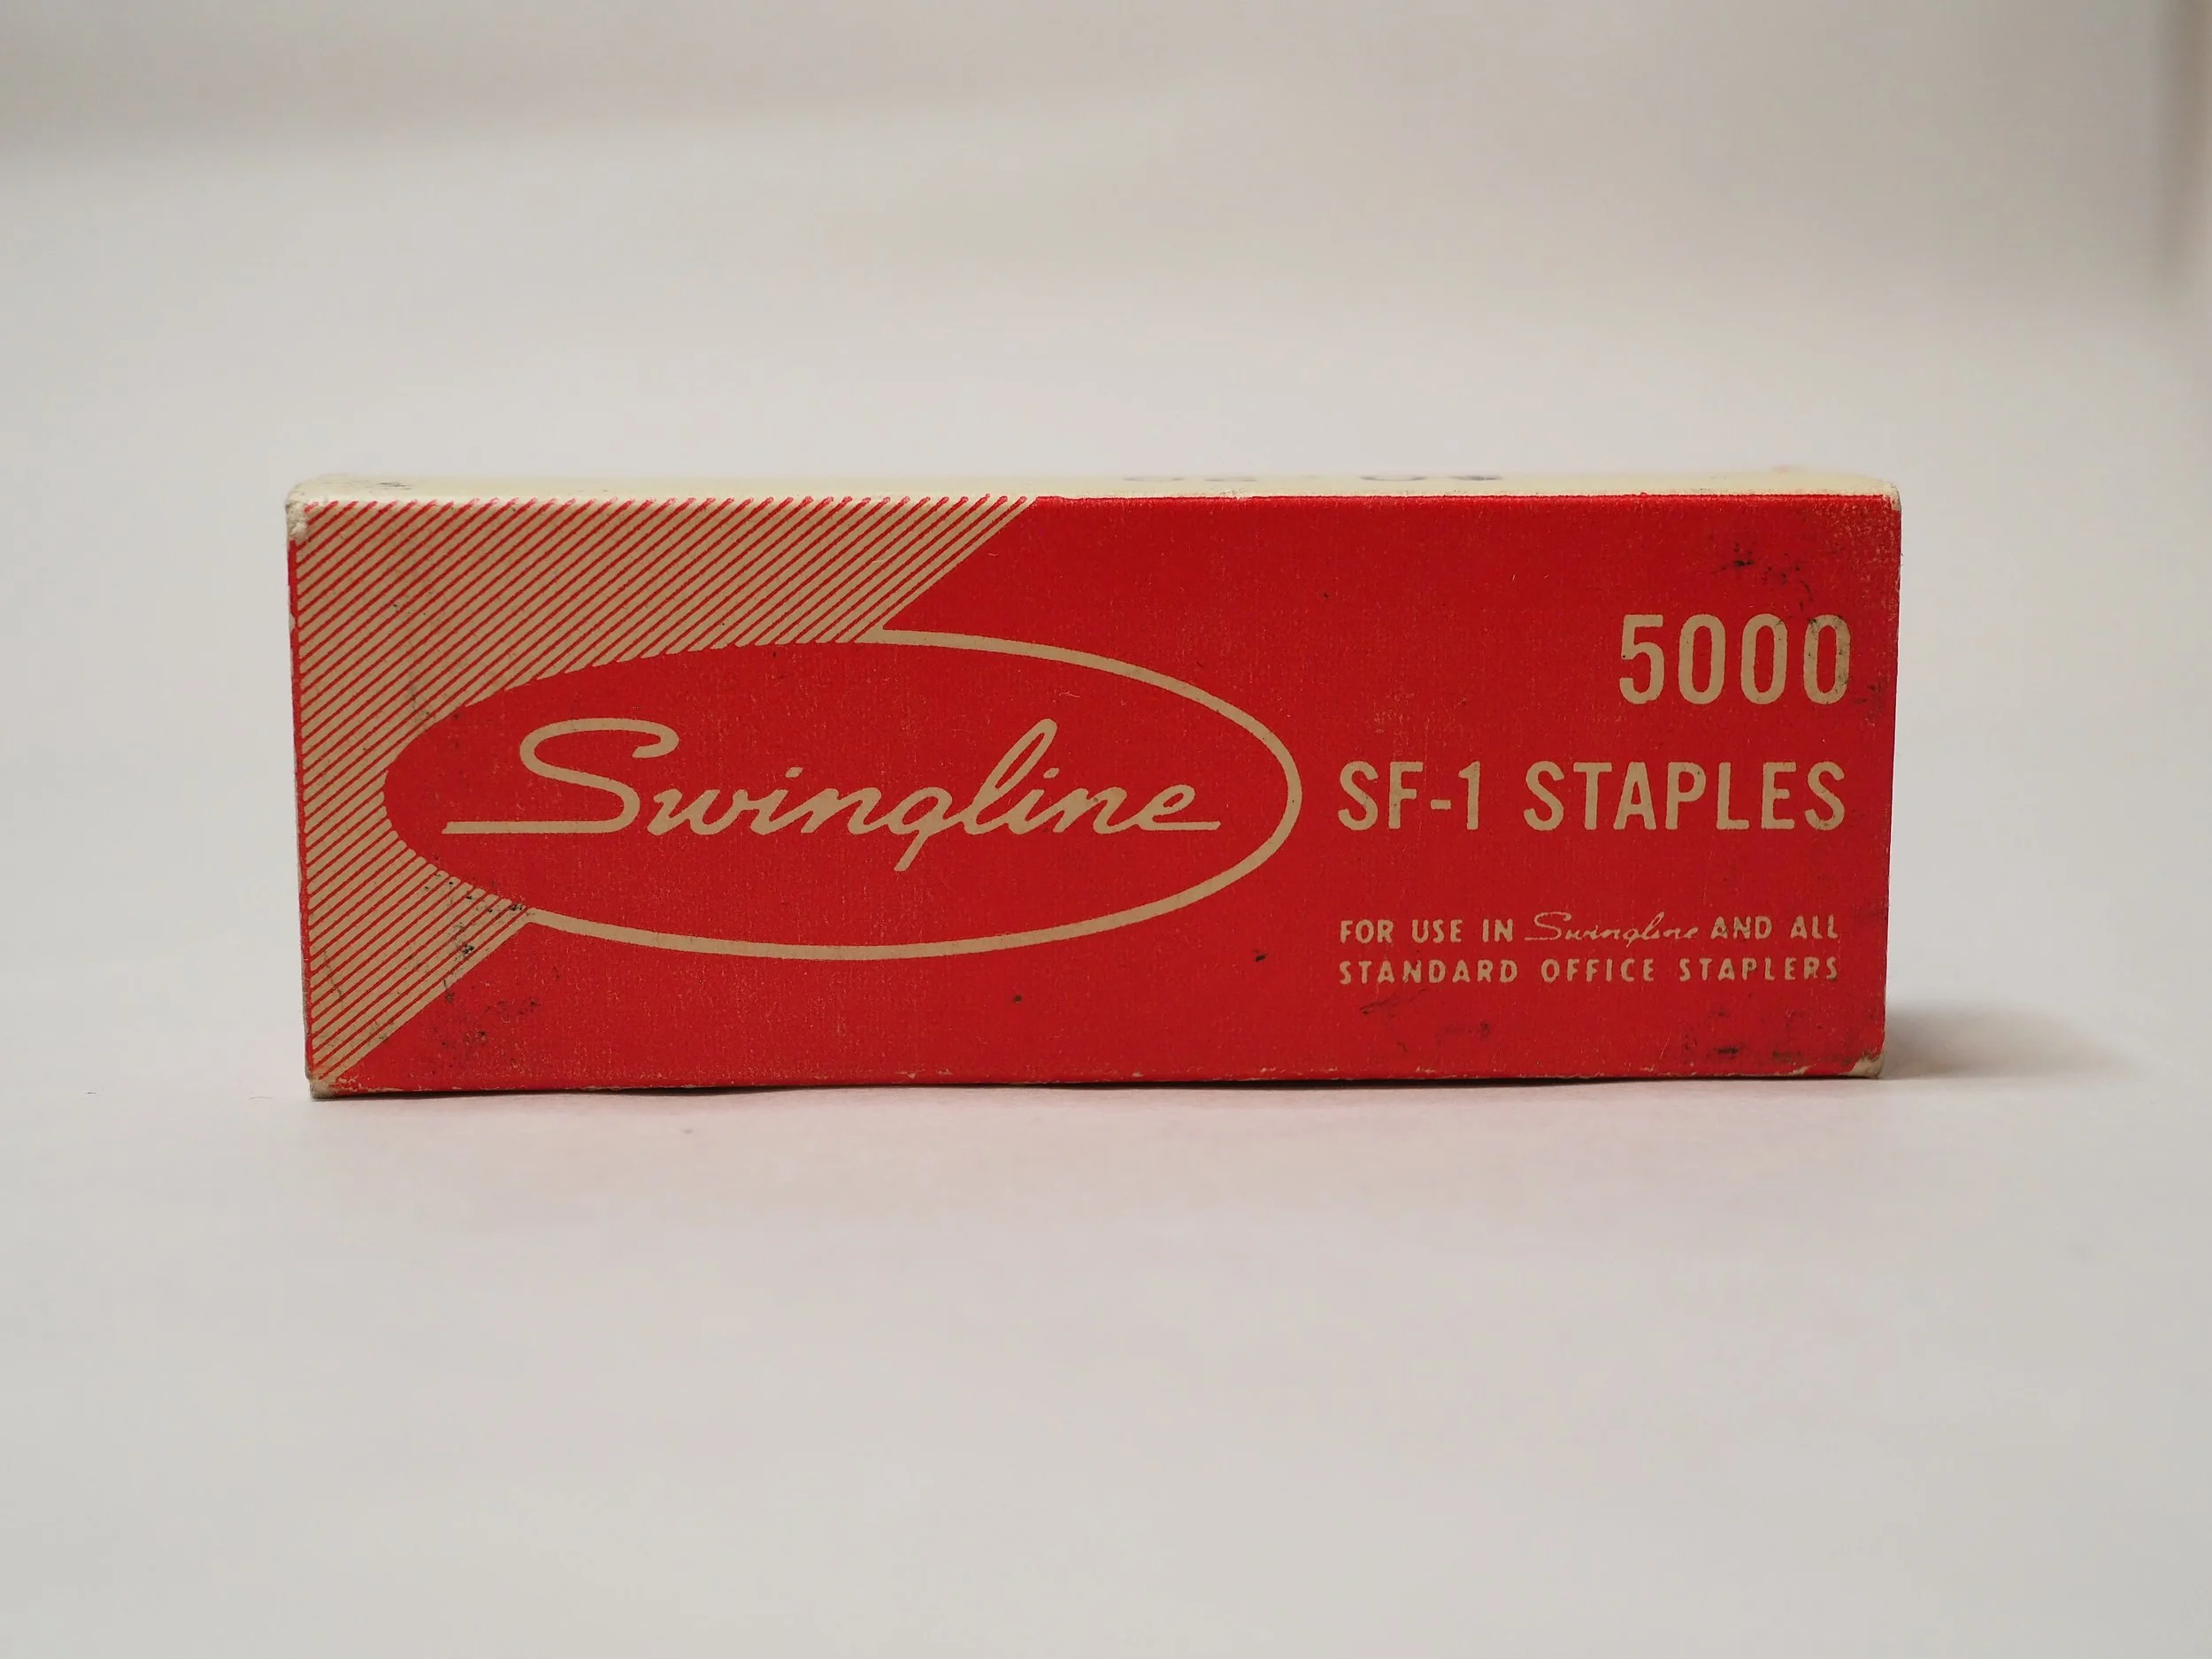 Swingline
5000
SF-1 STAPLES
FOR USE IN Swingline AND ALL
STANDARD OFFICE STAPLERS